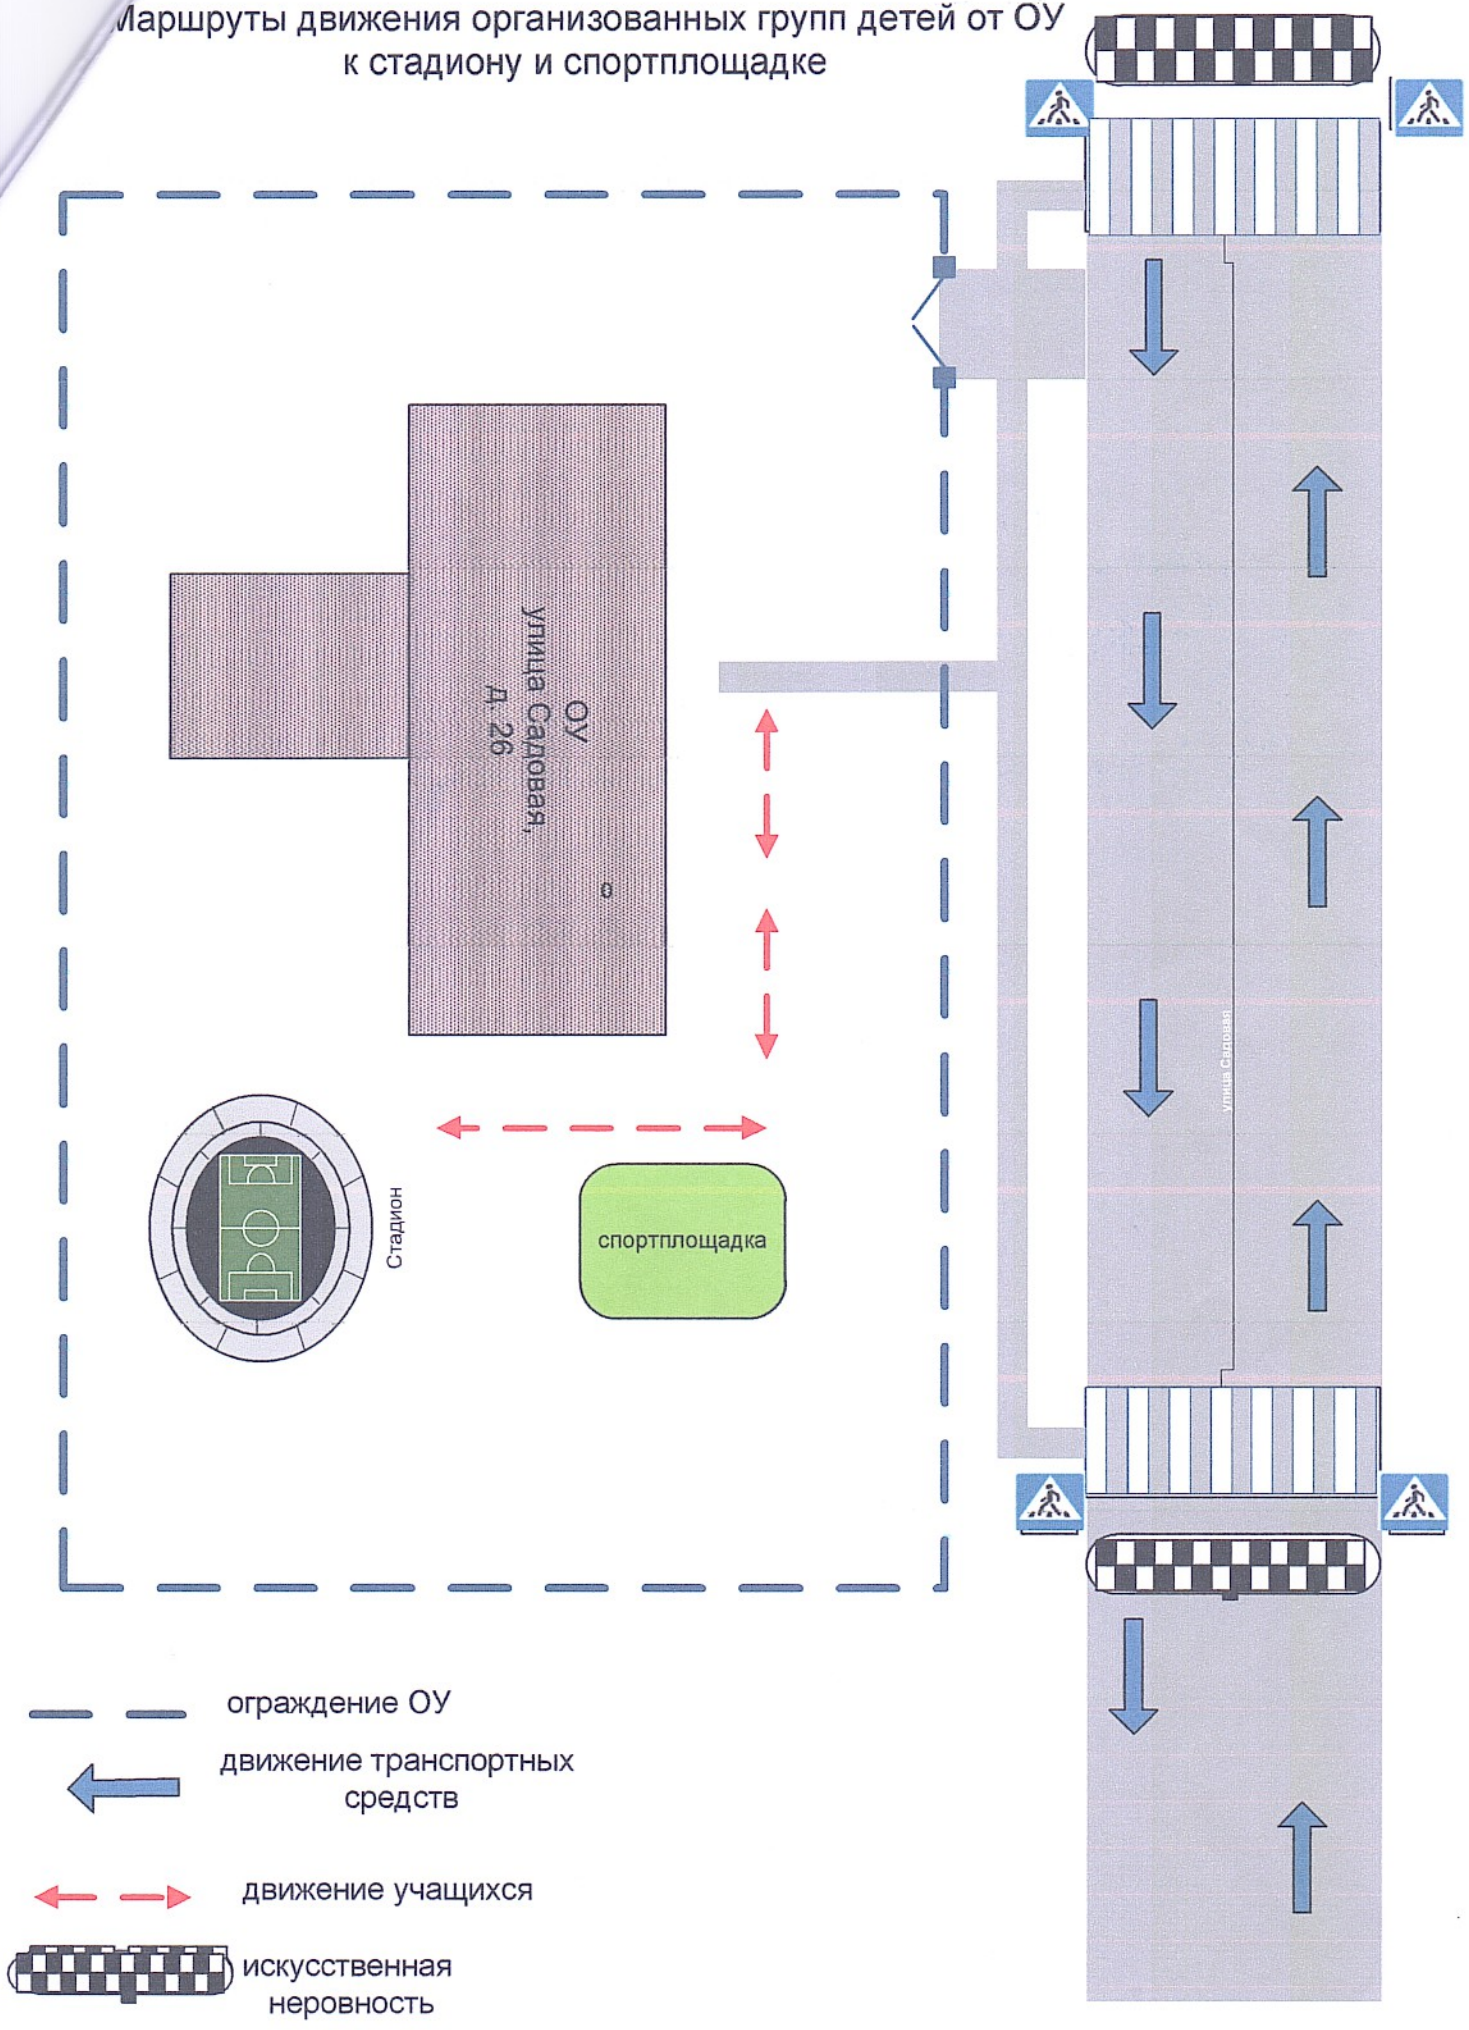 Маршруты движения организованных групп детей от ОУ
к стадиону и спортплощадке
ОУ
улица Садовая,
д. 26
о
улица Садовая
Стадион
спортплощадка
ограждение ОУ
движение транспортных
средств
движение учащихся
искусственная
неровность